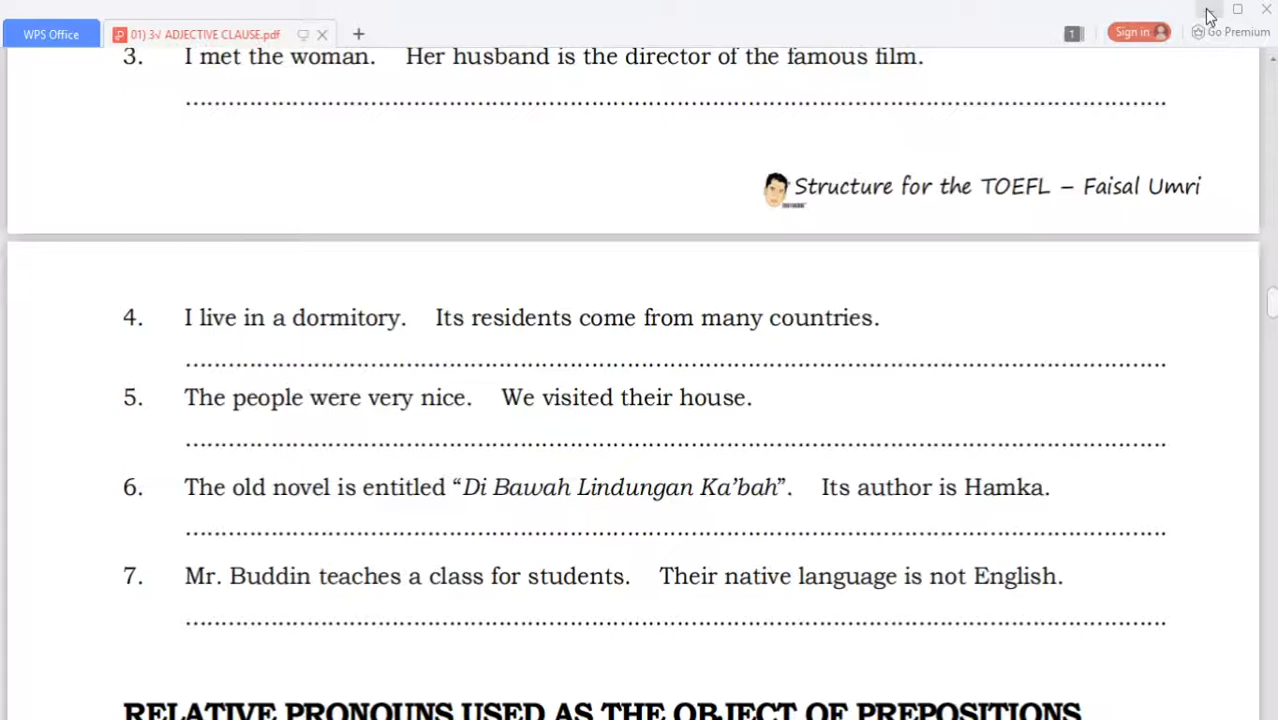 WPS Office
01) 3√ ADJECTIVE CLAUSE.pdf
1
Sign in
Go Premium
3. I met the woman. Her husband is the director of the famous film.
................................................................................
Structure for the TOEFL – Faisal Umri
4. I live in a dormitory. Its residents come from many countries.
................................................................................
5. The people were very nice. We visited their house.
................................................................................
6. The old novel is entitled “Di Bawah Lindungan Ka’bah”. Its author is Hamka.
................................................................................
7. Mr. Buddin teaches a class for students. Their native language is not English.
................................................................................
RELATIVE PRONOUNS USED AS THE OBJECT OF PREPOSITIONS